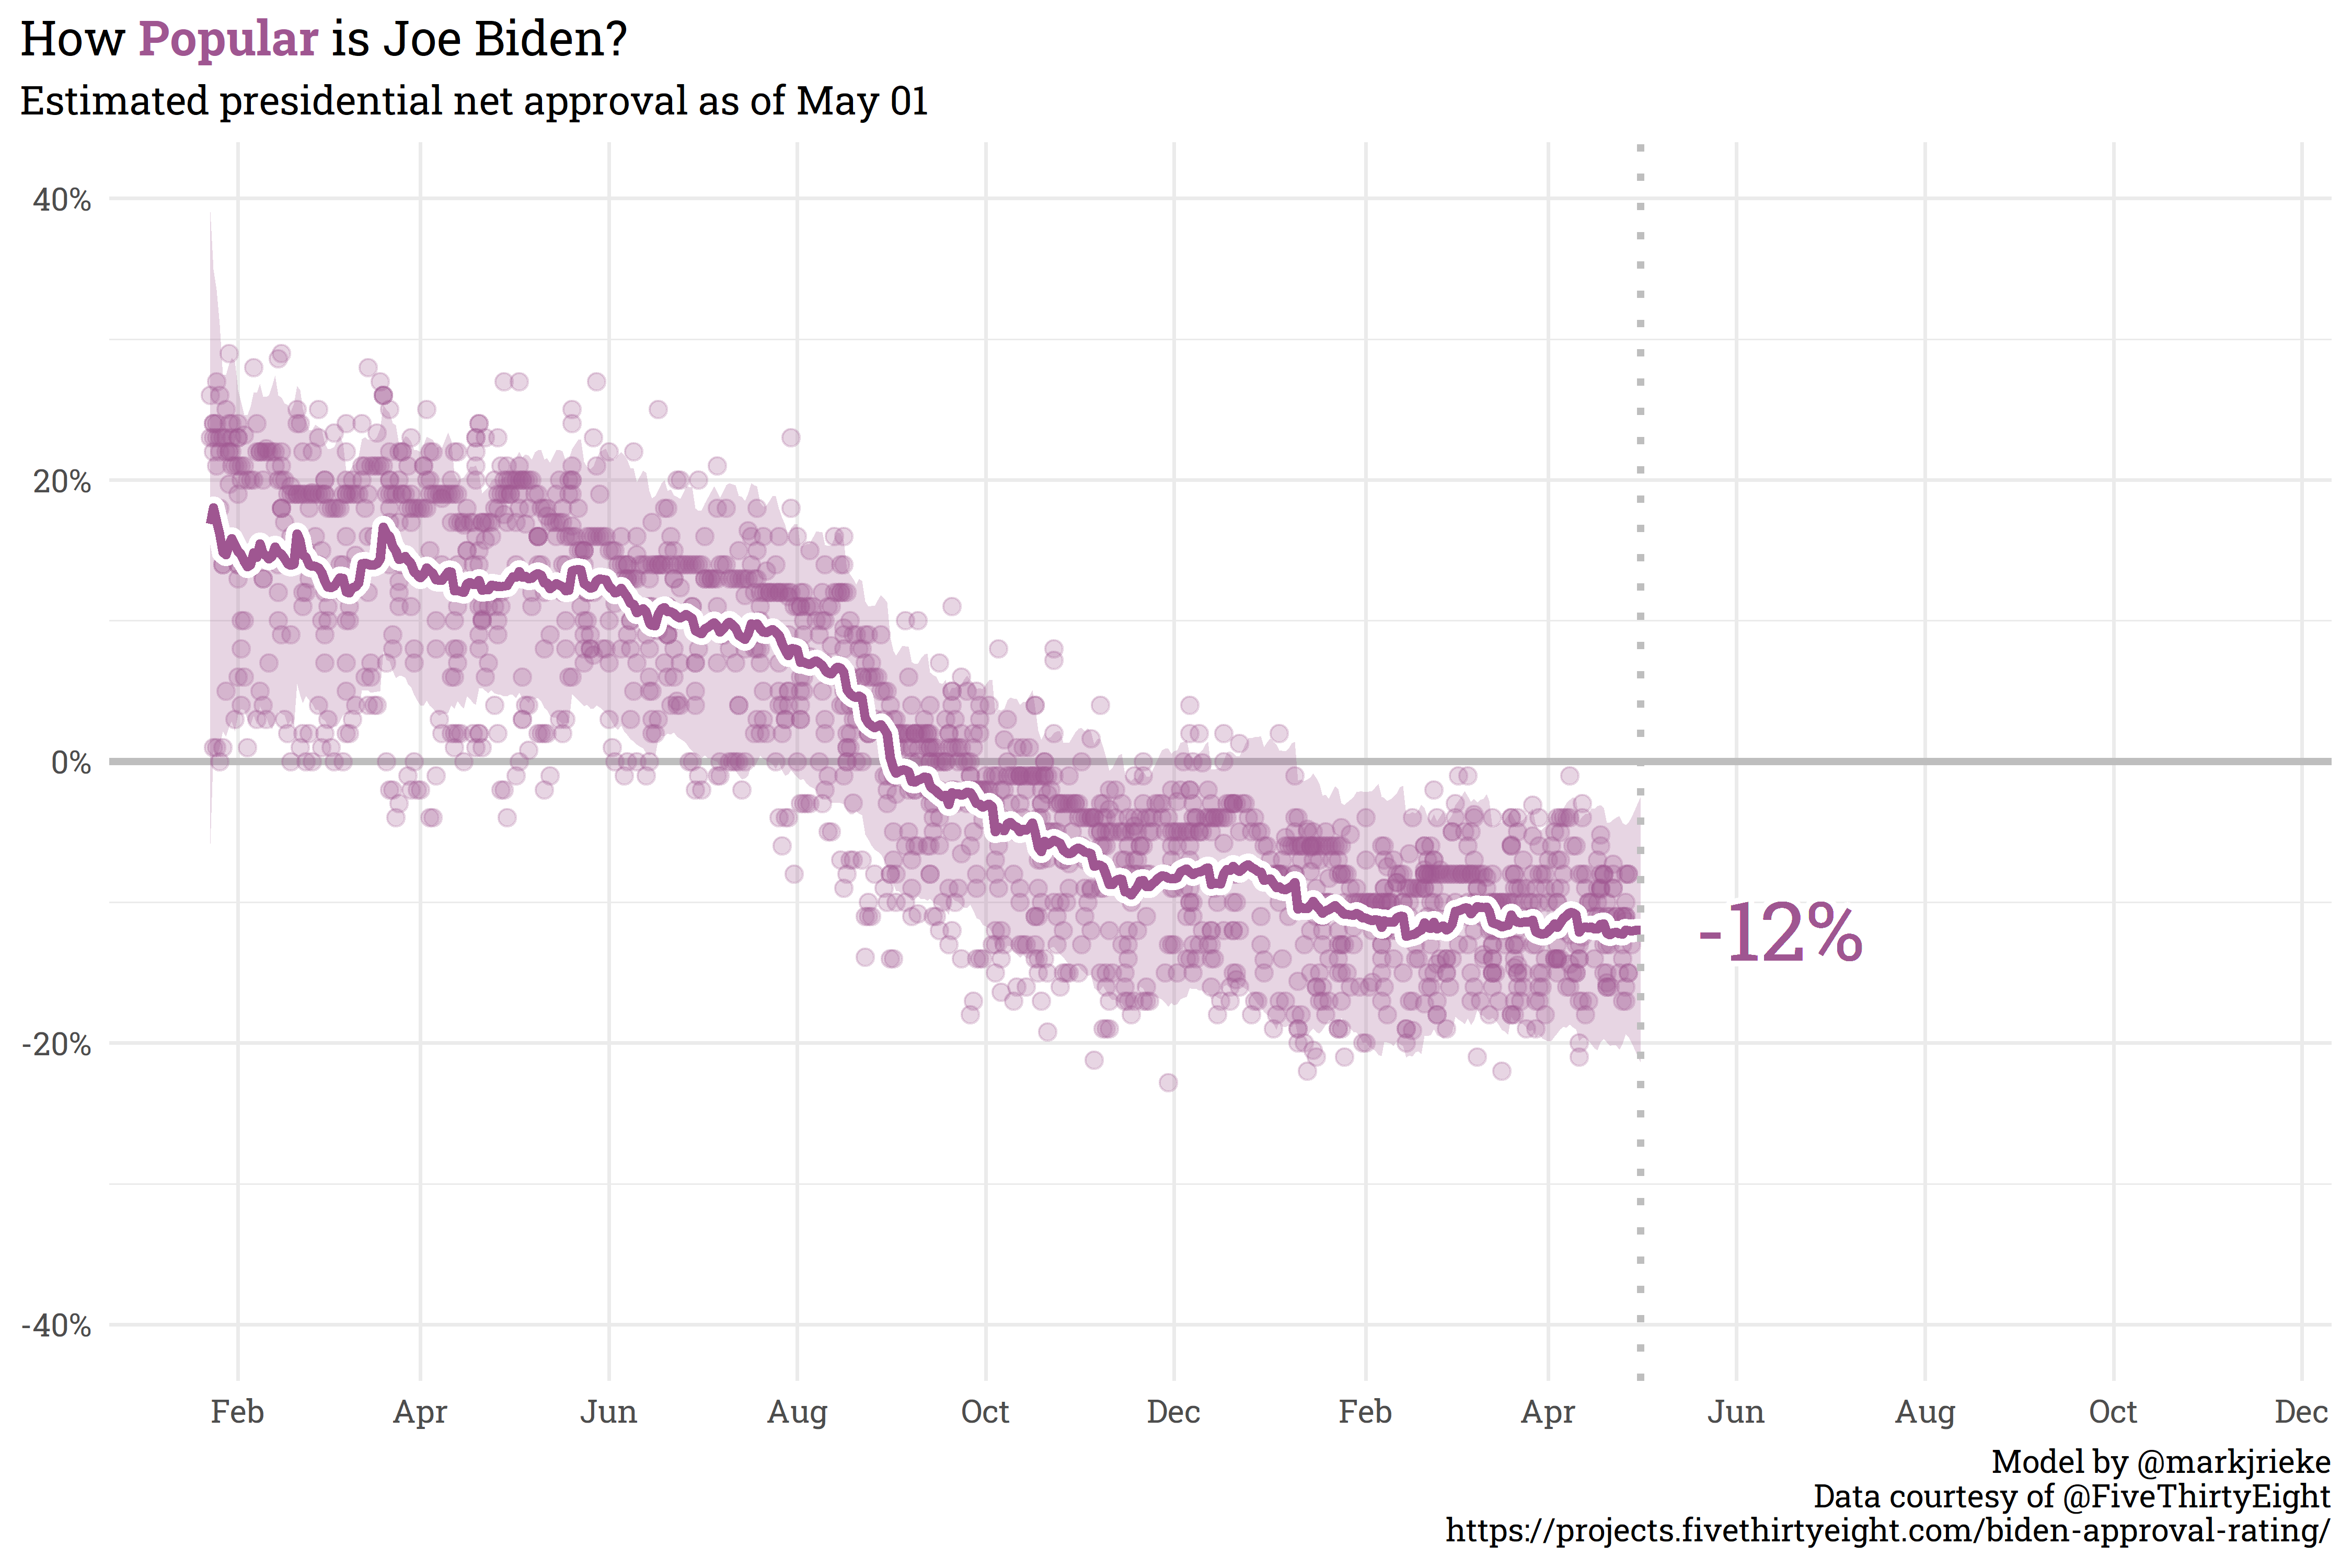 How Popular is Joe Biden?
Estimated presidential net approval as of May 01
40%
20%
0%
-20%
-40%
-12%
Feb Apr Jun Aug Oct Dec Feb Apr Jun Aug Oct Dec
Model by @markjrieke
Data courtesy of @FiveThirtyEight
https://projects.fivethirtyeight.com/biden-approval-rating/